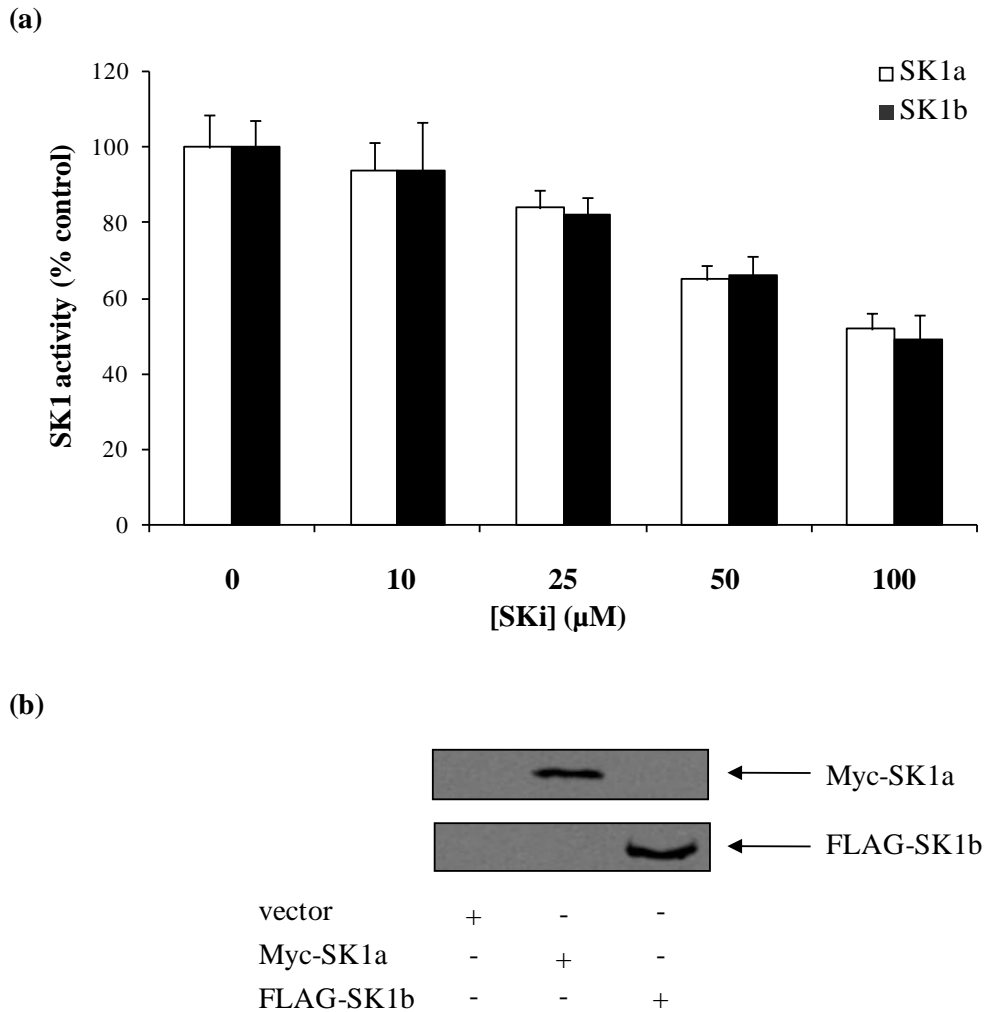 (a)
120
100
80
60
40
20
0
SK1 activity (% control)
SK1a
SK1b
0 10 25 50 100
[SKi] (µM)
(b)
Myc-SK1a
FLAG-SK1b
vector + - -
Myc-SK1a - + -
FLAG-SK1b - - +